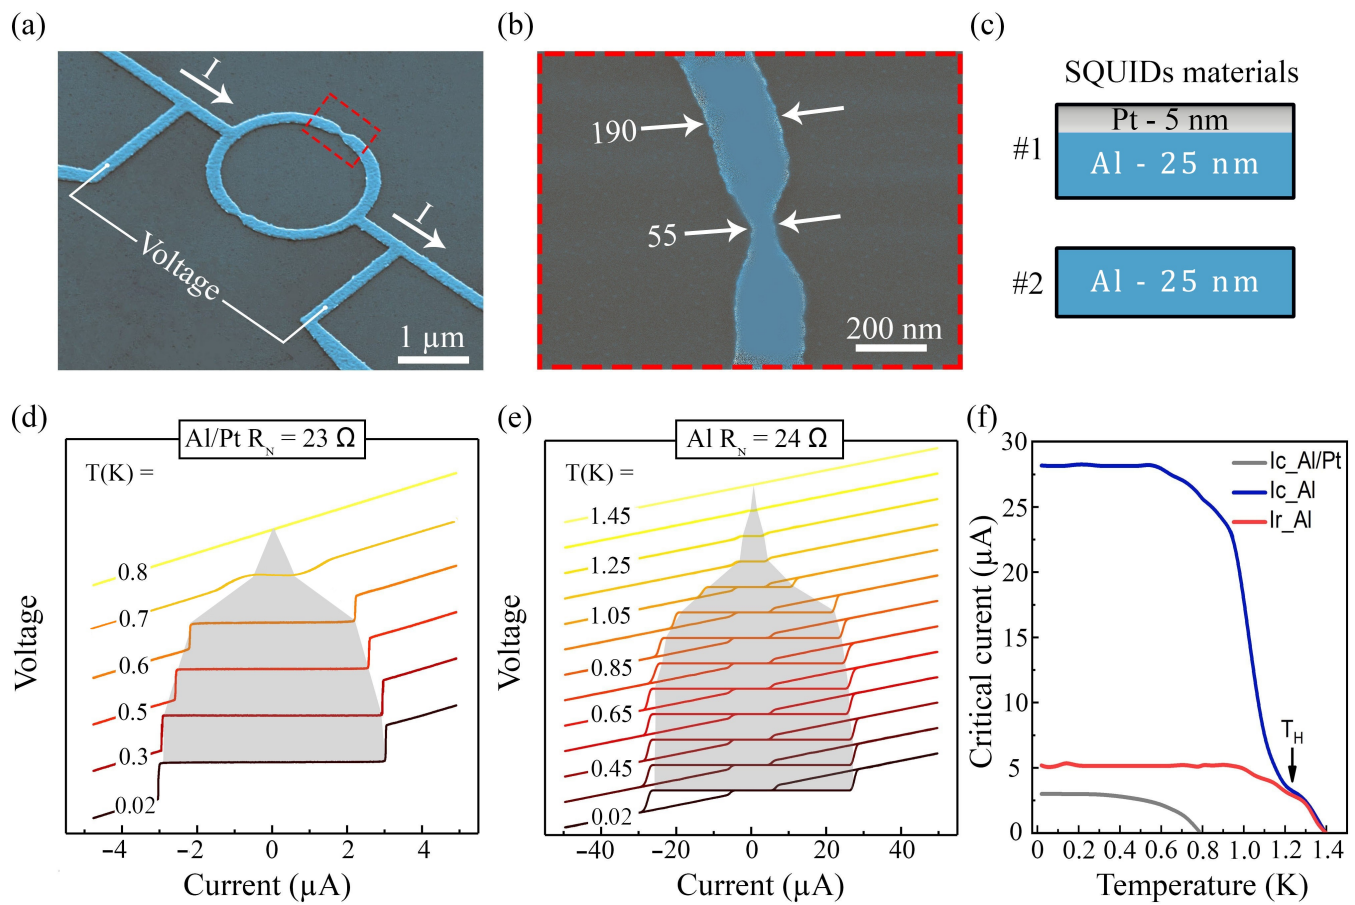 (a)
I
I
Voltage
1 µm
(b)
190
55
200 nm
(c)
SQUIDs materials
#1
Pt - 5 nm
Al - 25 nm
#2
Al - 25 nm
(d)
Al/Pt R_N = 23 Ω
T(K) =
0.8
0.7
0.6
0.5
0.3
0.02
Voltage
−4 −2 0 2 4
Current (µA)
(e)
Al R_N = 24 Ω
T(K) =
1.45
1.25
1.05
0.85
0.65
0.45
0.02
Voltage
−40 −20 0 20 40
Current (µA)
(f)
30
25
20
15
10
5
0
Critical curent (µA)
Ic_Al/Pt
Ic_Al
Ir_Al
T_H
0 0.2 0.4 0.6 0.8 1.0 1.2 1.4
Temperature (K)